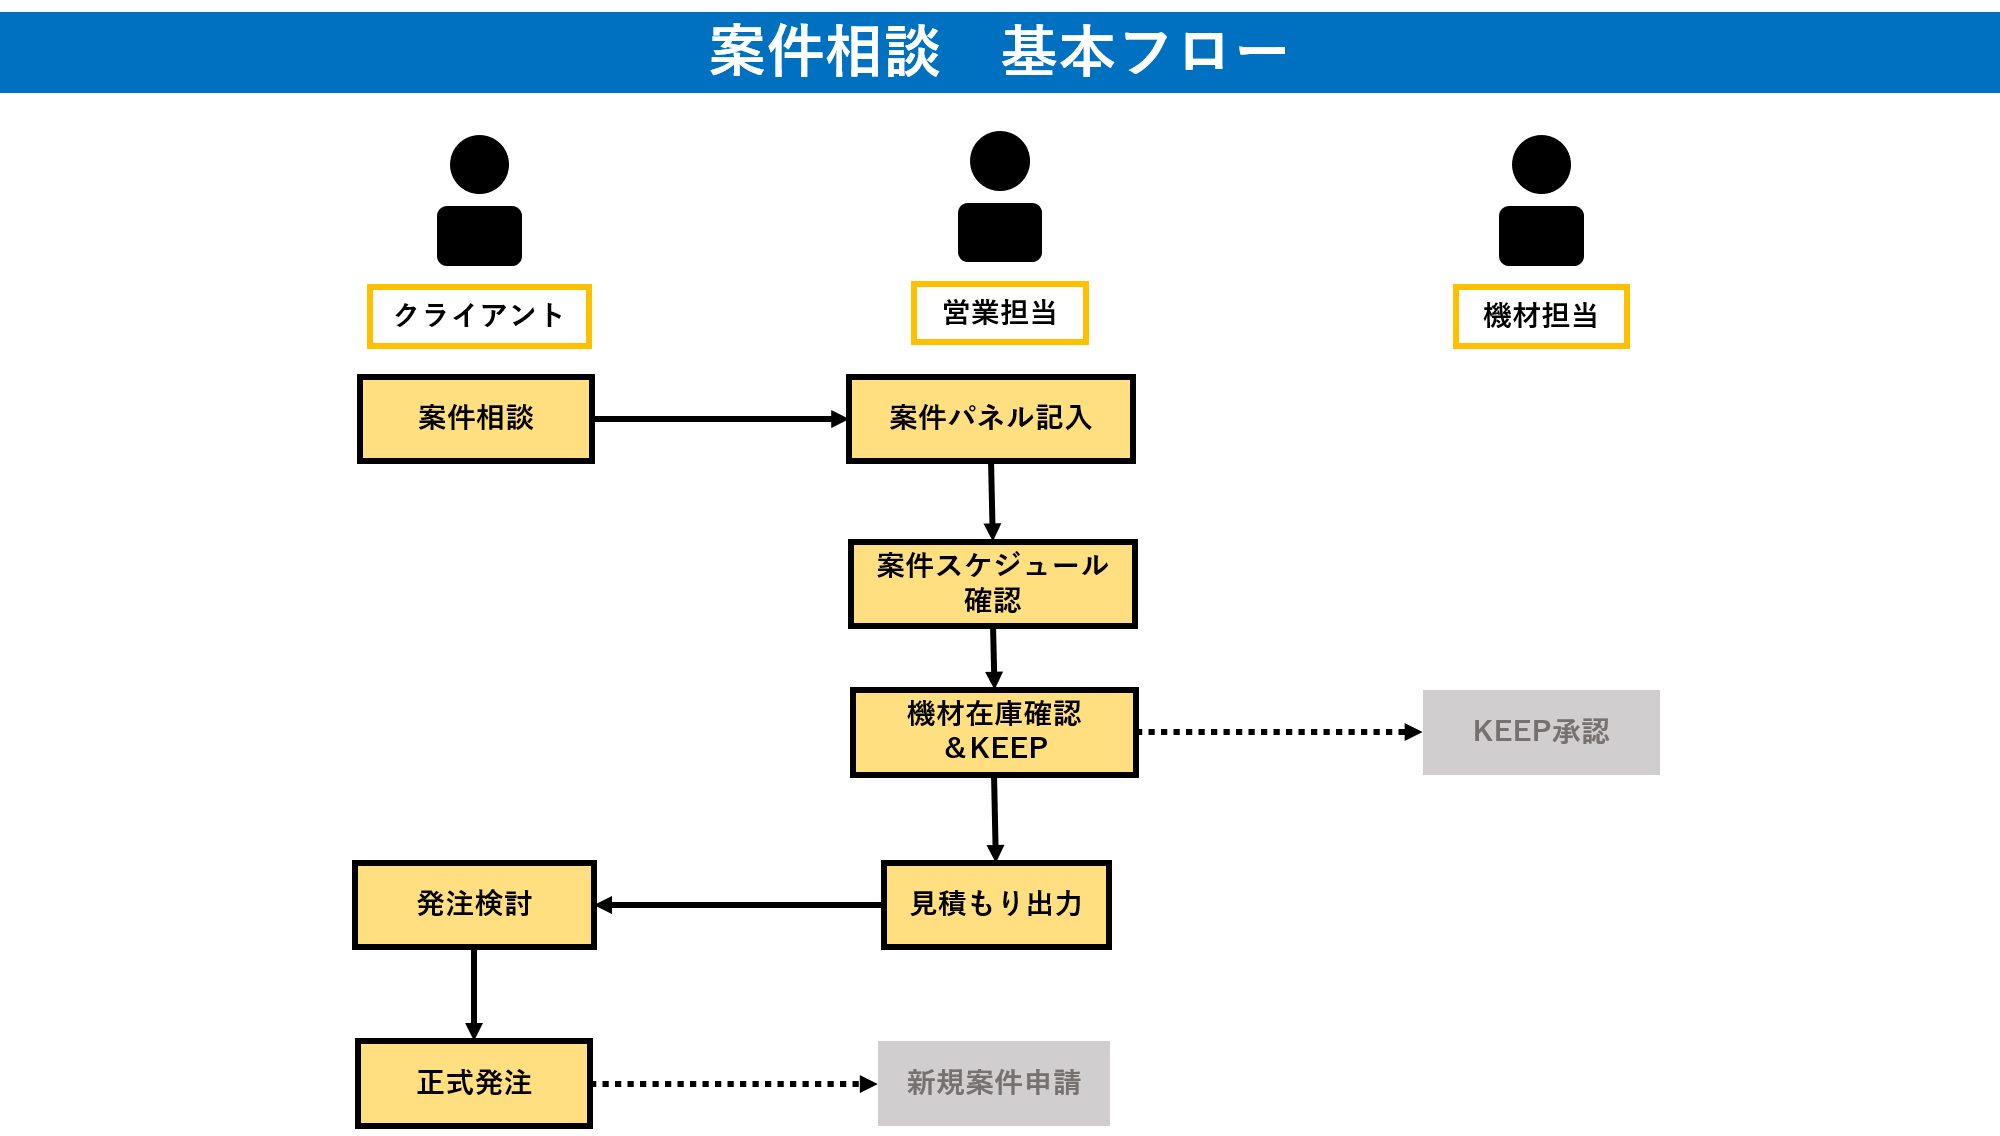 案件相談　基本フロー
クライアント
営業担当
機材担当
案件相談
案件パネル記入
案件スケジュール
確認
機材在庫確認
＆KEEP
KEEP承認
発注検討
見積もり出力
正式発注
新規案件申請